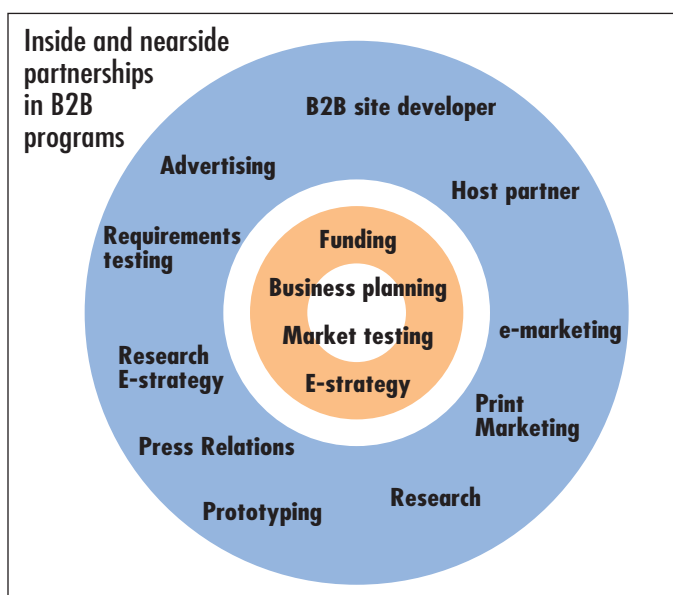 Inside and nearside
partnerships
in B2B
programs
B2B site developer
Advertising
Host partner
Requirements
testing
Funding
Business planning
Market testing
E-strategy
e-marketing
Research
E-strategy
Print
Marketing
Press Relations
Research
Prototyping